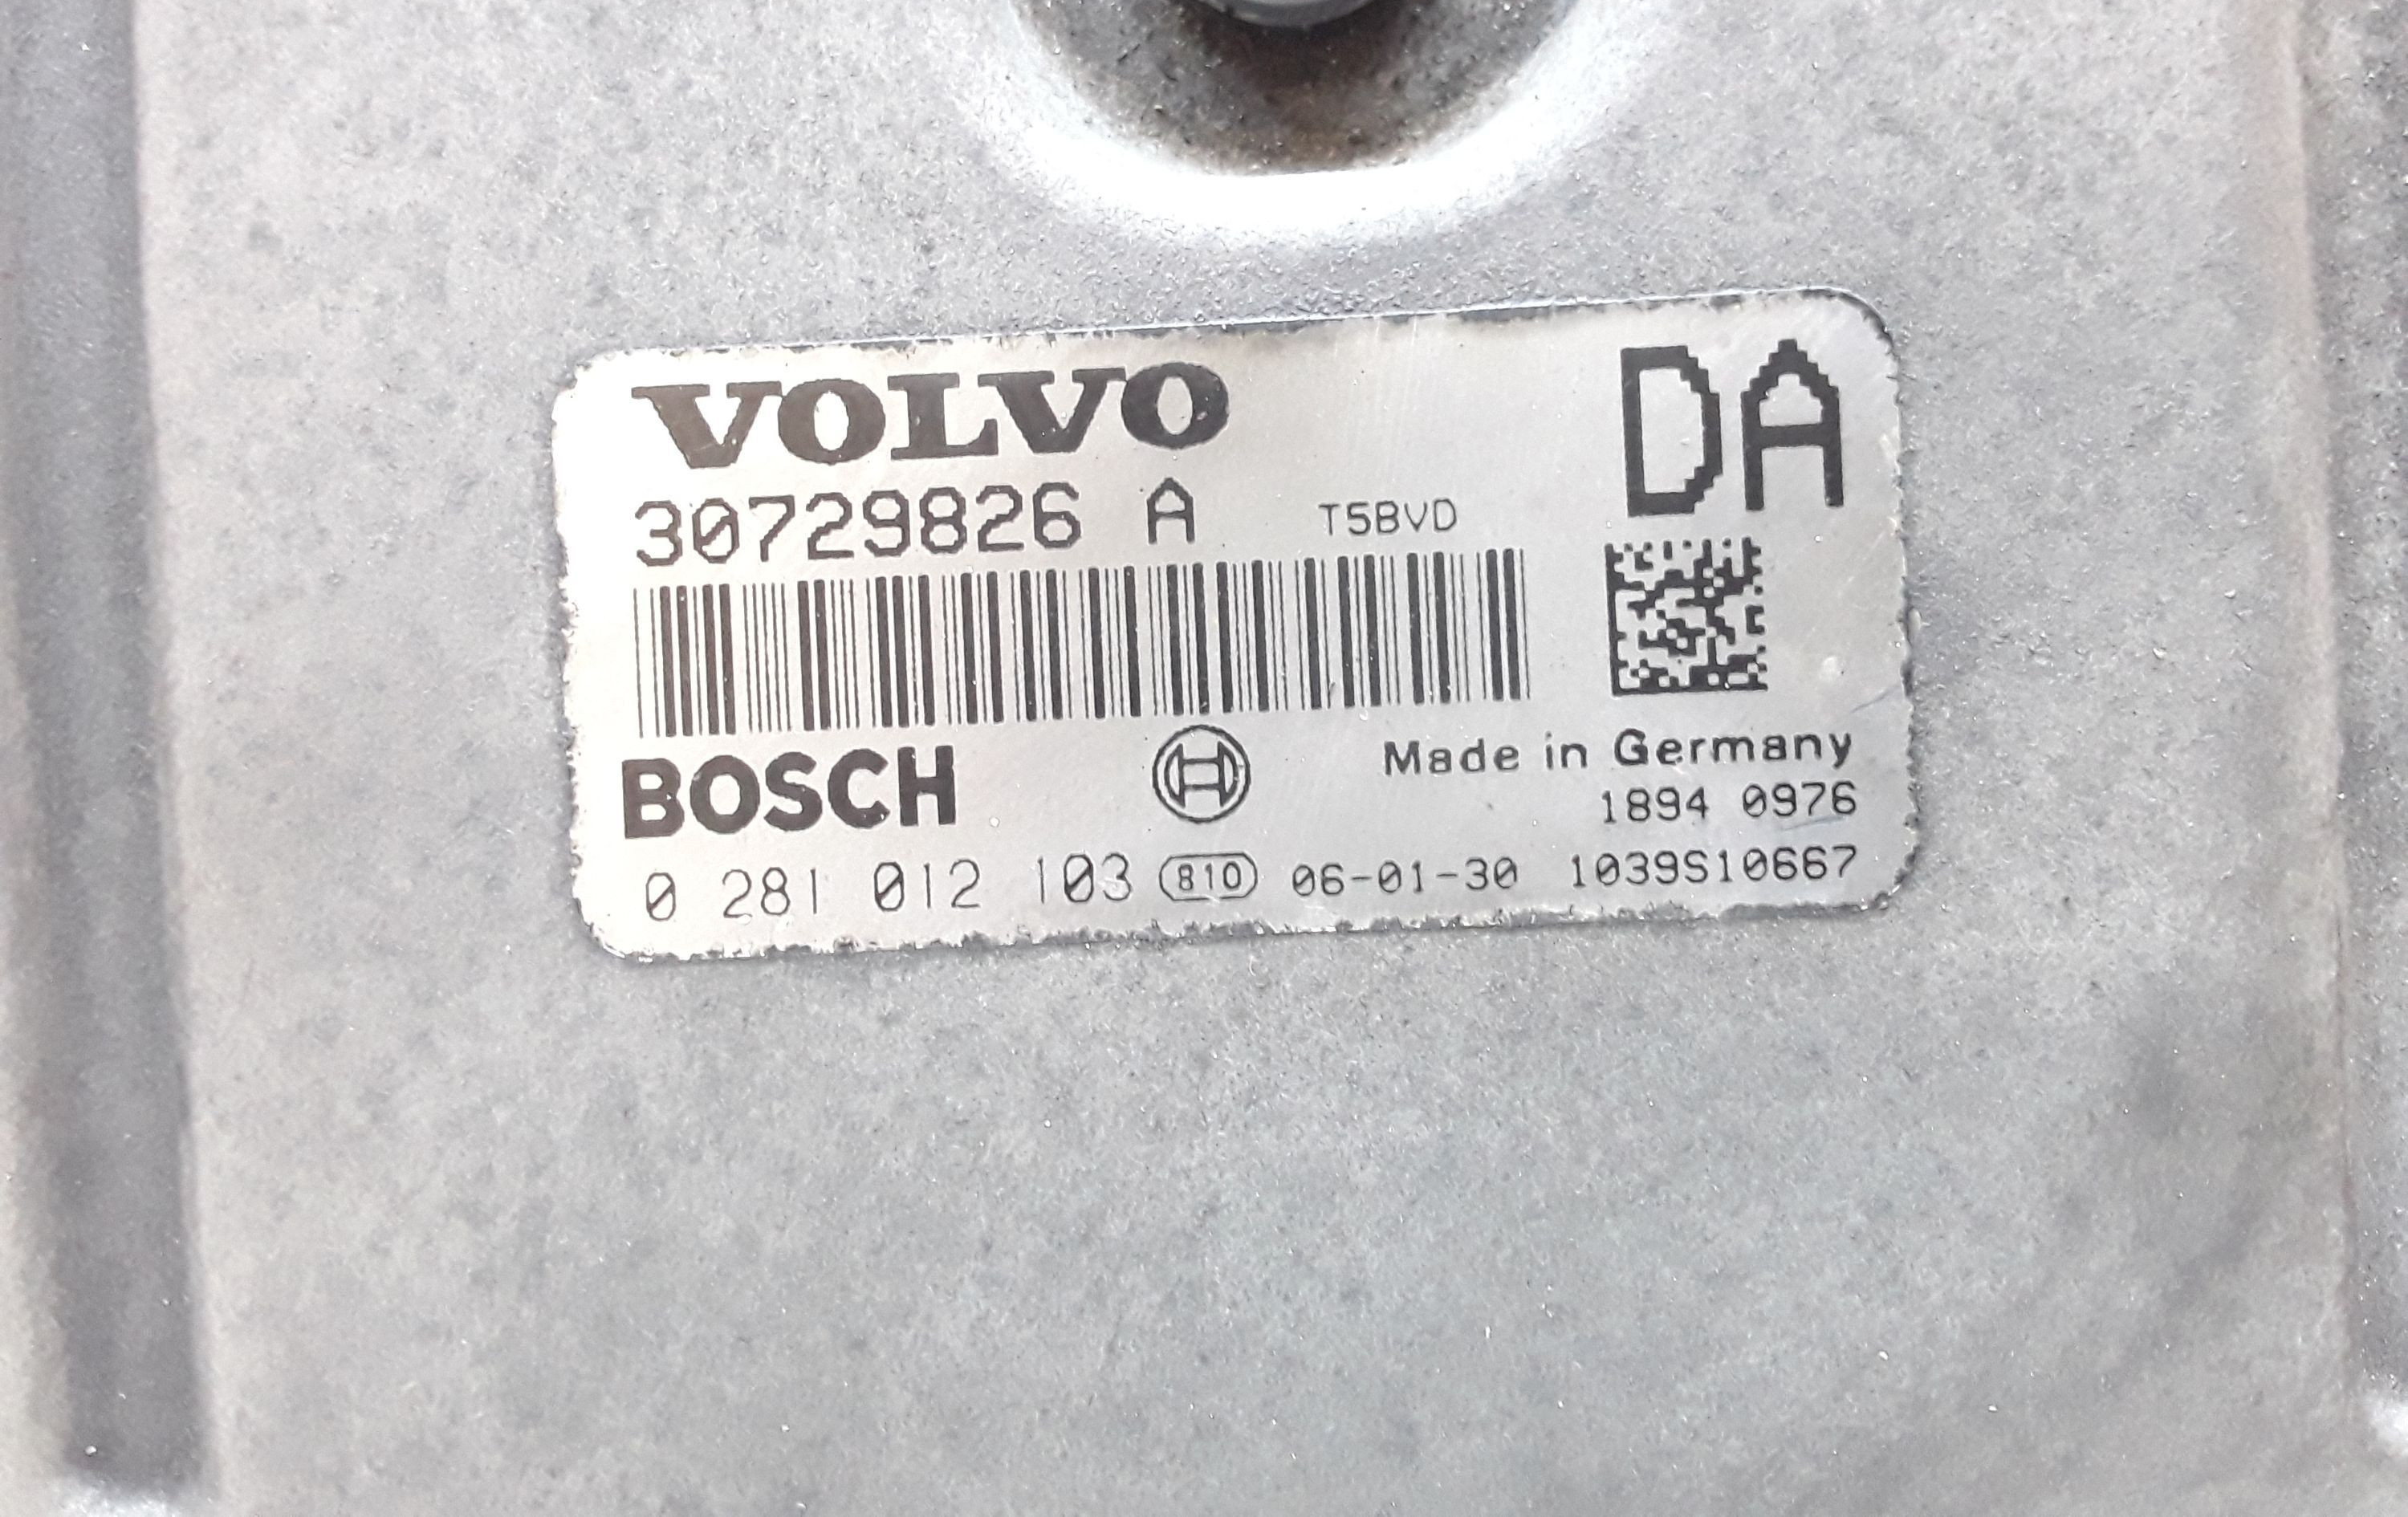 VOLVO
DA
30729826 A T5BVD
BOSCH
Made in Germany
1894 0976
0 281 012 103 810 06-01-30 1039S10667